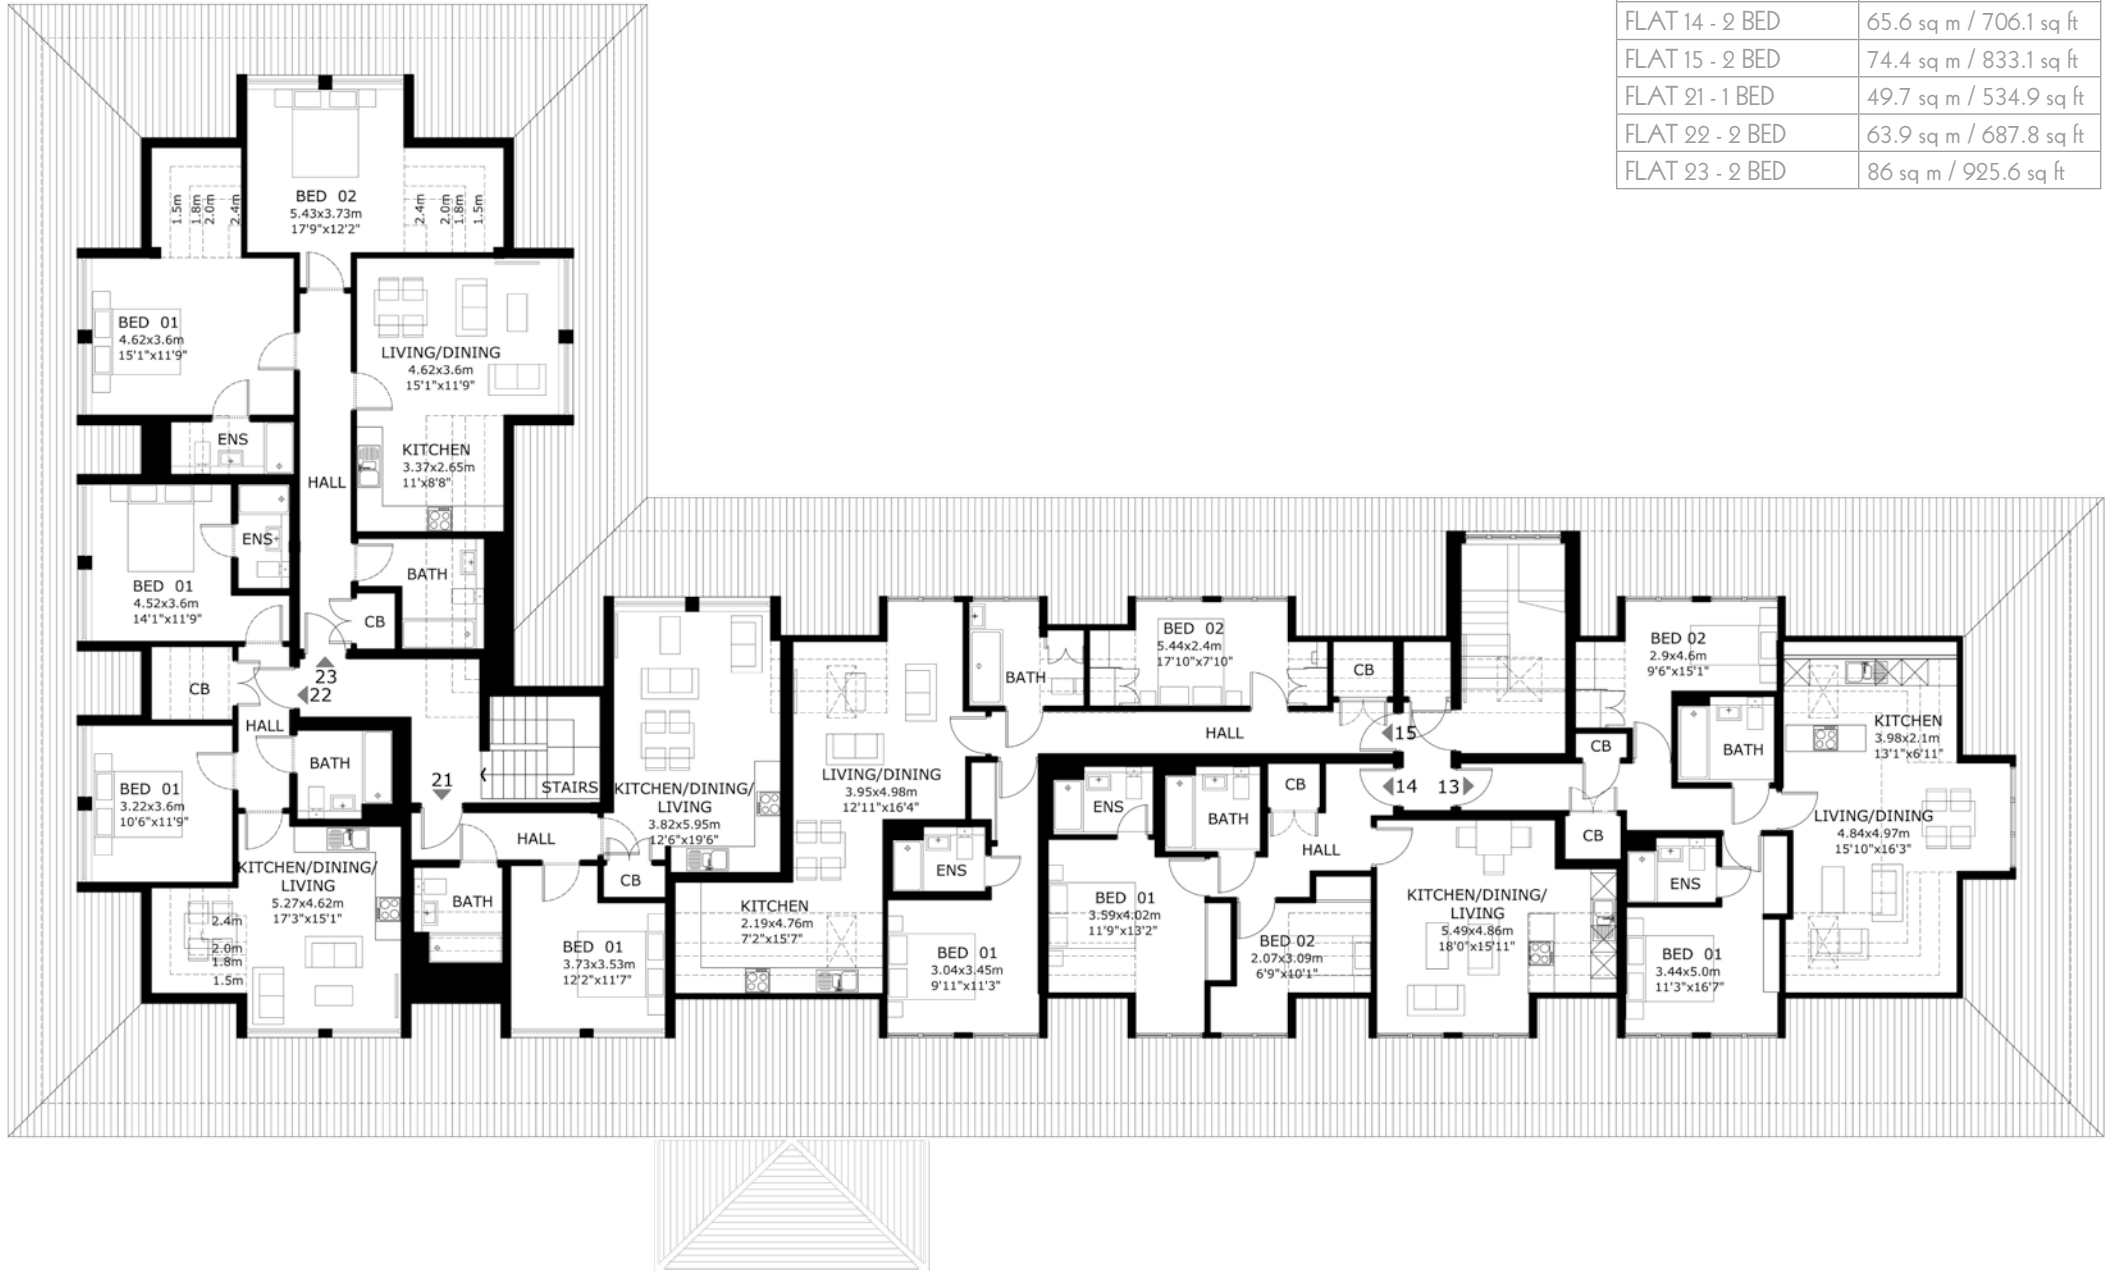 FLAT 14 - 2 BED 65.6 sq m / 706.1 sq ft
FLAT 15 - 2 BED 74.4 sq m / 833.1 sq ft
FLAT 21 - 1 BED 49.7 sq m / 534.9 sq ft
FLAT 22 - 2 BED 63.9 sq m / 687.8 sq ft
FLAT 23 - 2 BED 86 sq m / 925.6 sq ft
BED 02
5.43x3.73m
17'9"x12'2"
1.5m
1.8m
2.0m
2.4m
2.4m
2.0m
1.8m
1.5m
BED 01
4.62x3.6m
15'1"x11'9"
LIVING/DINING
4.62x3.6m
15'1"x11'9"
ENS
KITCHEN
3.37x2.65m
11'x8'8"
HALL
ENS
BED 01
4.52x3.6m
14'1"x11'9"
BATH
CB
23
22
CB
HALL
BATH
BED 01
3.22x3.6m
10'6"x11'9"
KITCHEN/DINING/
LIVING
5.27x4.62m
17'3"x15'1"
2.4m
2.0m
1.8m
1.5m
21
STAIRS
HALL
CB
BATH
BED 01
3.73x3.53m
12'2"x11'7"
KITCHEN/DINING/
LIVING
3.82x5.95m
12'6"x19'6"
LIVING/DINING
3.95x4.98m
12'11"x16'4"
KITCHEN
2.19x4.76m
7'2"x15'7"
BATH
BED 02
5.44x2.4m
17'10"x7'10"
CB
HALL
15
14
13
ENS
BED 01
3.04x3.45m
9'11"x11'3"
ENS
BATH
CB
HALL
BED 01
3.59x4.02m
11'9"x13'2"
BED 02
2.07x3.09m
6'9"x10'1"
KITCHEN/DINING/
LIVING
5.49x4.86m
18'0"x15'11"
BED 02
2.9x4.6m
9'6"x15'1"
CB
CB
BATH
KITCHEN
3.98x2.1m
13'1"x6'11"
LIVING/DINING
4.84x4.97m
15'10"x16'3"
ENS
BED 01
3.44x5.0m
11'3"x16'7"